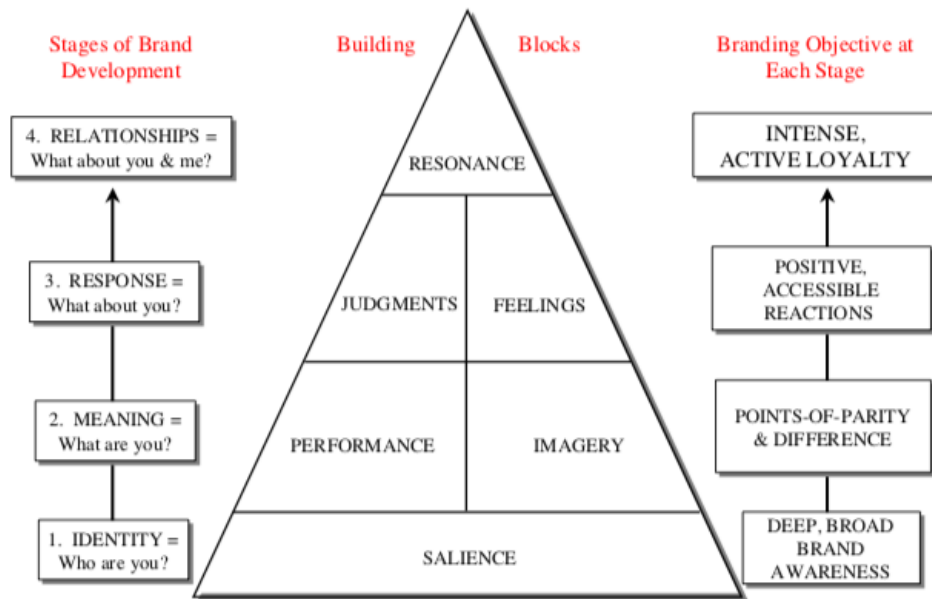 Stages of Brand
Development
Building Blocks
Branding Objective at
Each Stage
4. RELATIONSHIPS =
What about you & me?
RESONANCE
INTENSE,
ACTIVE LOYALTY
3. RESPONSE =
What about you?
JUDGMENTS
FEELINGS
POSITIVE,
ACCESSIBLE
REACTIONS
2. MEANING =
What are you?
PERFORMANCE
IMAGERY
POINTS-OF-PARITY
& DIFFERENCE
1. IDENTITY =
Who are you?
SALIENCE
DEEP, BROAD
BRAND
AWARENESS